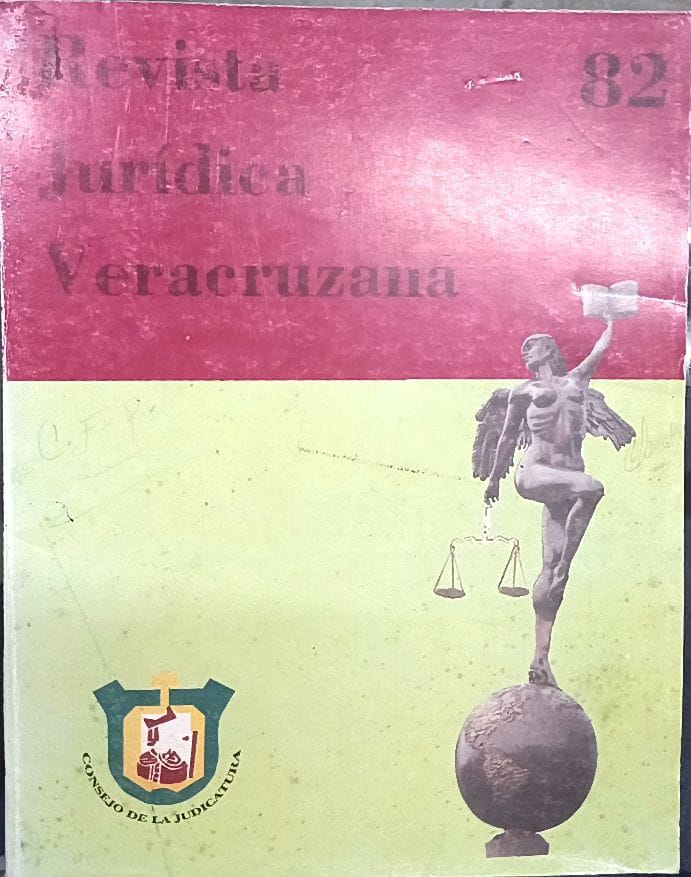 Revista
82
Jurídica
Veracruzana
C. F. P.
CONSEJO DE LA JUDICATURA